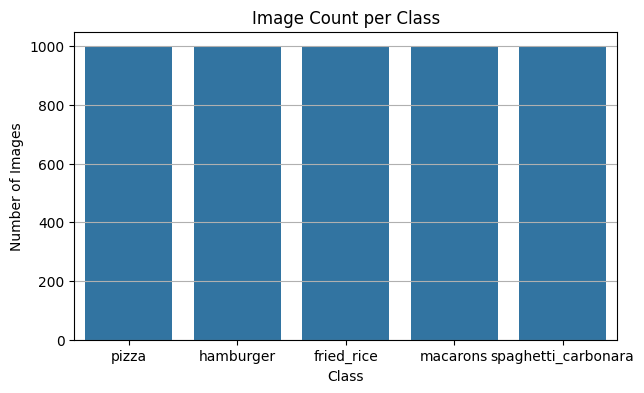 Image Count per Class
Number of Images
1000
800
600
400
200
0
pizza hamburger fried_rice macarons spaghetti_carbonara
Class